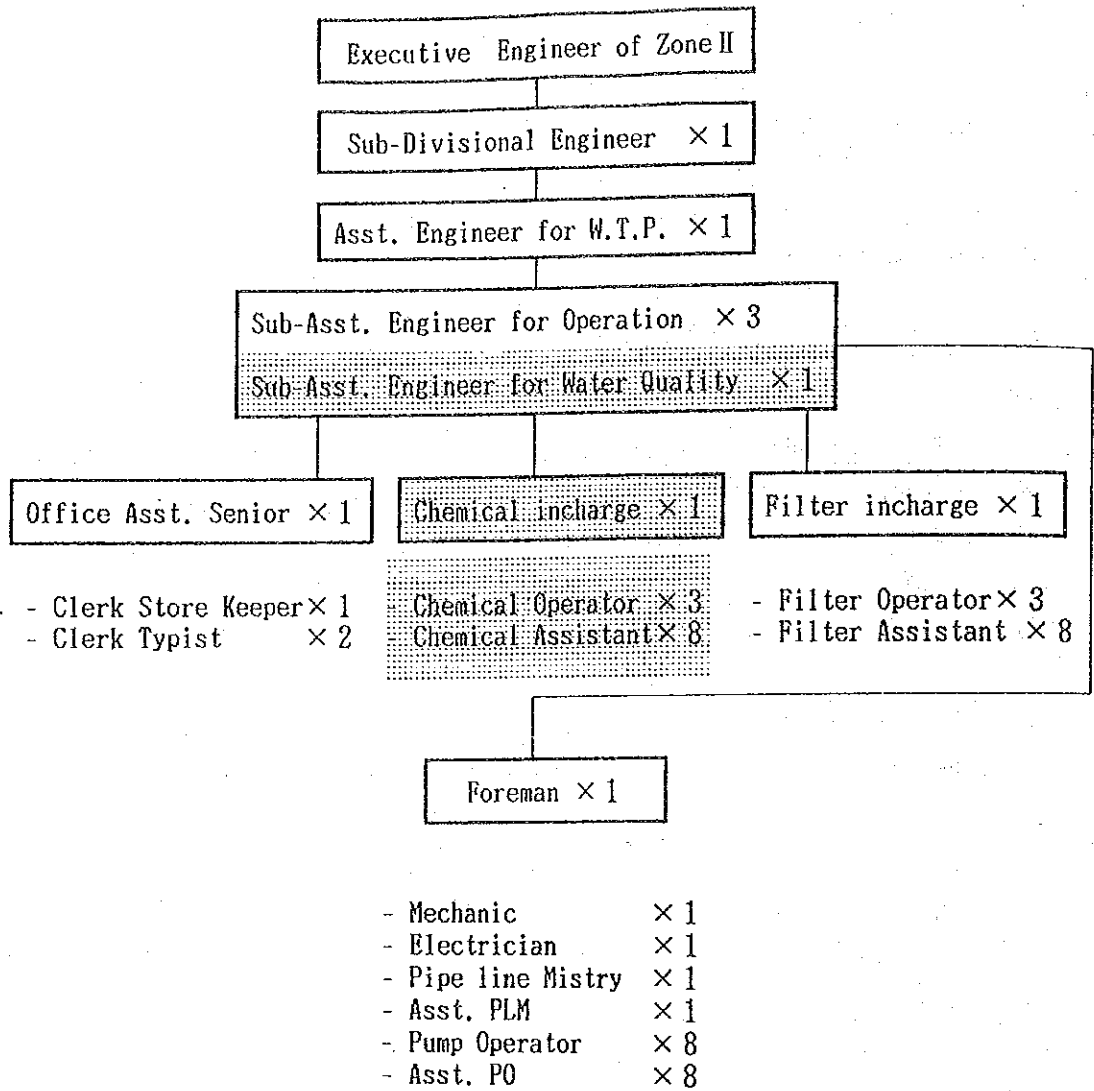 Executive Engineer of Zone Ⅱ
Sub-Divisional Engineer × 1
Asst. Engineer for W.T.P. × 1
Sub-Asst. Engineer for Operation × 3
Sub-Asst. Engineer for Water Quality × 1
Office Asst. Senior × 1
- Clerk Store Keeper × 1
- Clerk Typist × 2
Chemical incharge × 1
- Chemical Operator × 3
- Chemical Assistant × 8
Filter incharge × 1
- Filter Operator × 3
- Filter Assistant × 8
Foreman × 1
- Mechanic × 1
- Electrician × 1
- Pipe line Mistry × 1
- Asst. PLM × 1
- Pump Operator × 8
- Asst. PO × 8